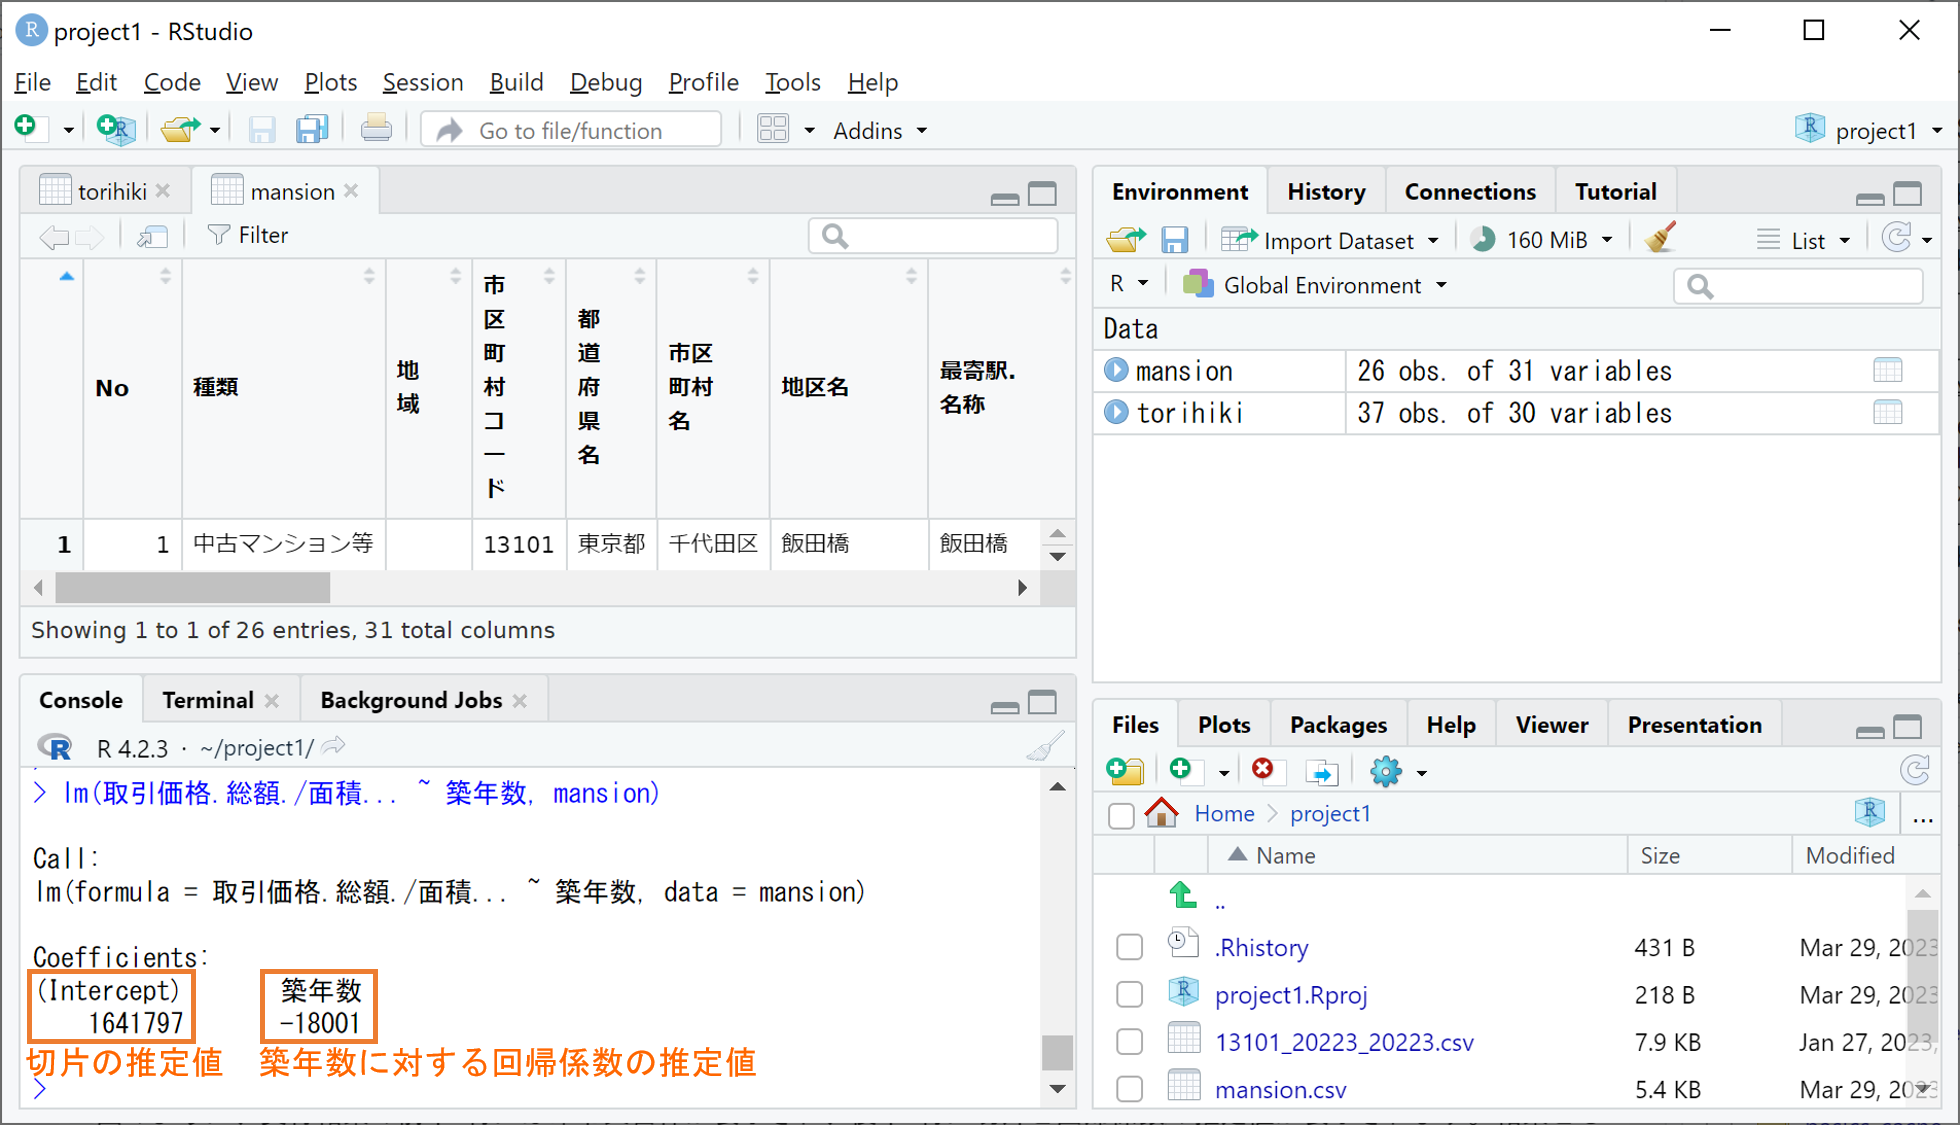 project1 - RStudio
File Edit Code View Plots Session Build Debug Profile Tools Help
Go to file/function Addins project1
torihiki mansion
Filter
No 種類 地域 市区町村コード 都道府県名 市区町村名 地区名 最寄駅.名称
1 1 中古マンション等 13101 東京都 千代田区 飯田橋 飯田橋
Showing 1 to 1 of 26 entries, 31 total columns
Console Terminal Background Jobs
R 4.2.3 · ~/project1/
> lm(取引価格.総額./面積... ~ 築年数, mansion)
Call:
lm(formula = 取引価格.総額./面積... ~ 築年数, data = mansion)
Coefficients:
(Intercept) 築年数
1641797 -18001
切片の推定値 築年数に対する回帰係数の推定値
>
Environment History Connections Tutorial
Import Dataset 160 MiB List
R Global Environment
Data
mansion 26 obs. of 31 variables
torihiki 37 obs. of 30 variables
Files Plots Packages Help Viewer Presentation
Home project1 ...
Name Size Modified
..
.Rhistory 431 B Mar 29, 2023
project1.Rproj 218 B Mar 29, 2023
13101_20223_20223.csv 7.9 KB Jan 27, 2023,
mansion.csv 5.4 KB Mar 29, 2023